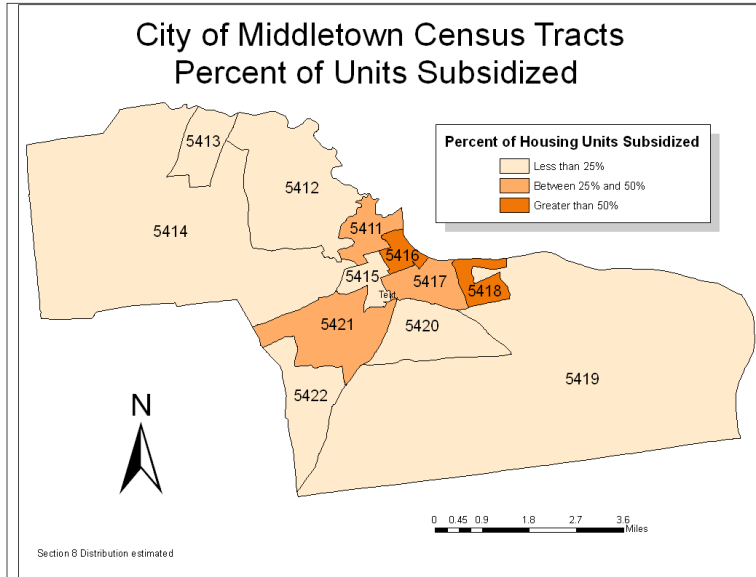 City of Middletown Census Tracts
Percent of Units Subsidized
Percent of Housing Units Subsidized
Less than 25%
Between 25% and 50%
Greater than 50%
5413
5412
5414
5411
5416
5415
5417
5418
Text
5421
5420
5419
5422
N
0 0.45 0.9 1.8 2.7 3.6
Miles
Section 8 Distribution estimated